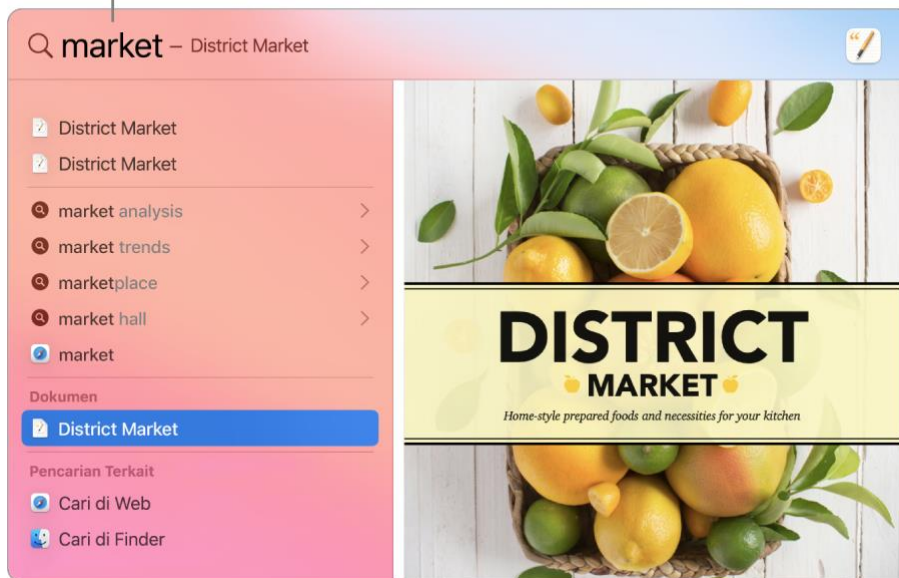 market – District Market
District Market
District Market
market analysis
market trends
marketplace
market hall
market
Dokumen
District Market
Pencarian Terkait
Cari di Web
Cari di Finder
DISTRICT
MARKET
Home-style prepared foods and necessities for your kitchen